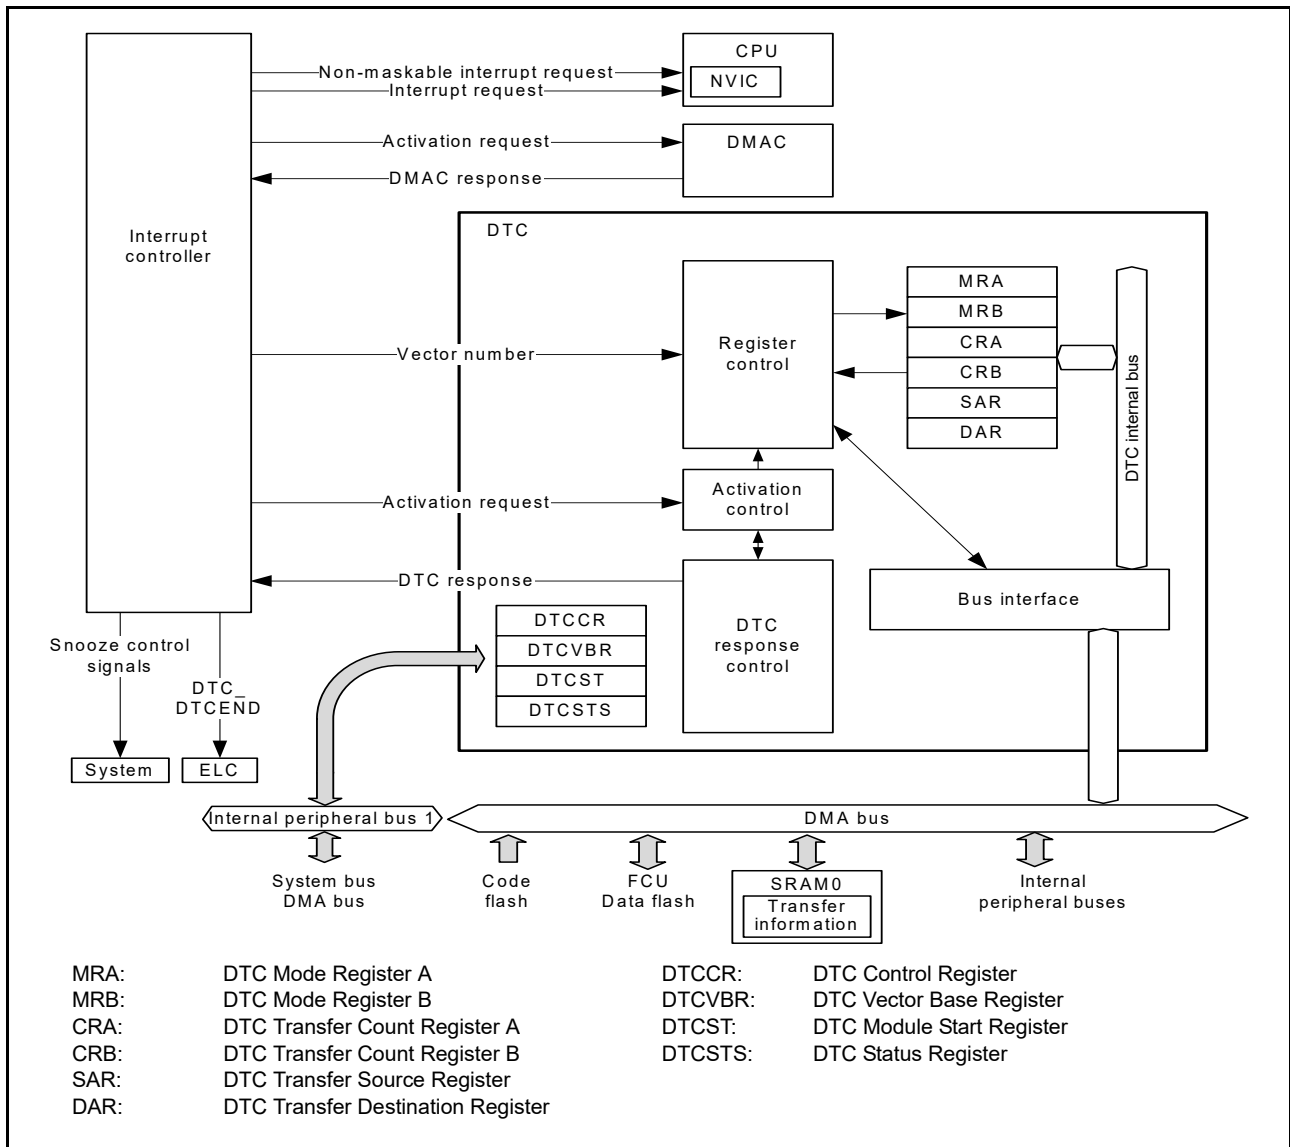 CPU
Non-maskable interrupt request
NVIC
Interrupt request
Activation request
DMAC
DMAC response
Interrupt
controller
DTC
MRA
MRB
CRA
CRB
SAR
DAR
Register
control
Vector number
DTC internal bus
Activation request
Activation
control
DTC response
Bus interface
DTCCR
DTCVBR
DTCST
DTCSTS
DTC
response
control
Snooze control
signals
DTC_
DTCEND
System
ELC
Internal peripheral bus 1
DMA bus
System bus
DMA bus
Code
flash
FCU
Data flash
SRAM0
Transfer
information
Internal
peripheral buses
MRA: DTC Mode Register A
MRB: DTC Mode Register B
CRA: DTC Transfer Count Register A
CRB: DTC Transfer Count Register B
SAR: DTC Transfer Source Register
DAR: DTC Transfer Destination Register
DTCCR: DTC Control Register
DTCVBR: DTC Vector Base Register
DTCST: DTC Module Start Register
DTCSTS: DTC Status Register